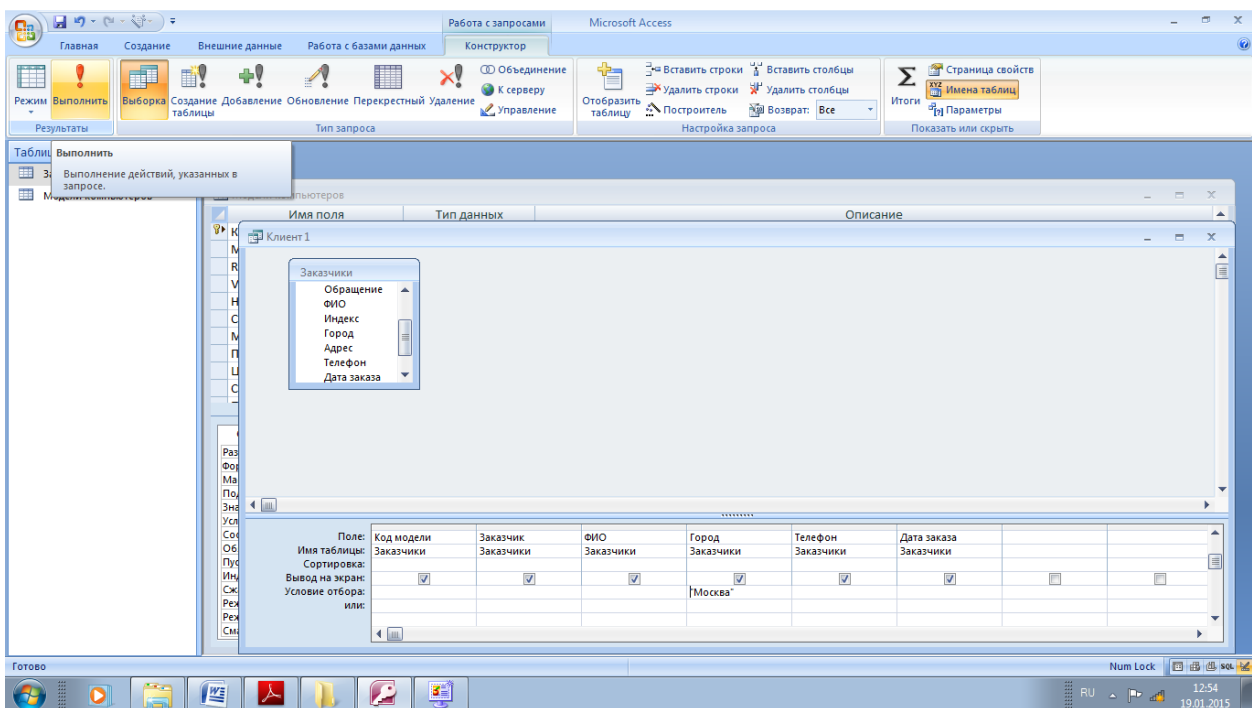 Работа с запросами Microsoft Access
Главная Создание Внешние данные Работа с базами данных Конструктор
Режим Выполнить Выборка Создание таблицы Добавление Обновление Перекрестный Удаление
Объединение
К серверу
Управление
Отобразить таблицу
Вставить строки Вставить столбцы
Удалить строки Удалить столбцы
Построитель Возврат: Все
Итоги
Страница свойств
Имена таблиц
Параметры
Результаты Тип запроса Настройка запроса Показать или скрыть
Выполнить
Выполнение действий, указанных в
запросе.
Имя поля Тип данных Описание
Клиент1
Заказчики
Обращение
ФИО
Индекс
Город
Адрес
Телефон
Дата заказа
Поле: Код модели Заказчик ФИО Город Телефон Дата заказа
Имя таблицы: Заказчики Заказчики Заказчики Заказчики Заказчики Заказчики
Сортировка:
Вывод на экран:
Условие отбора: "Москва"
или:
Готово Num Lock SQL
RU 12:54
19.01.2015